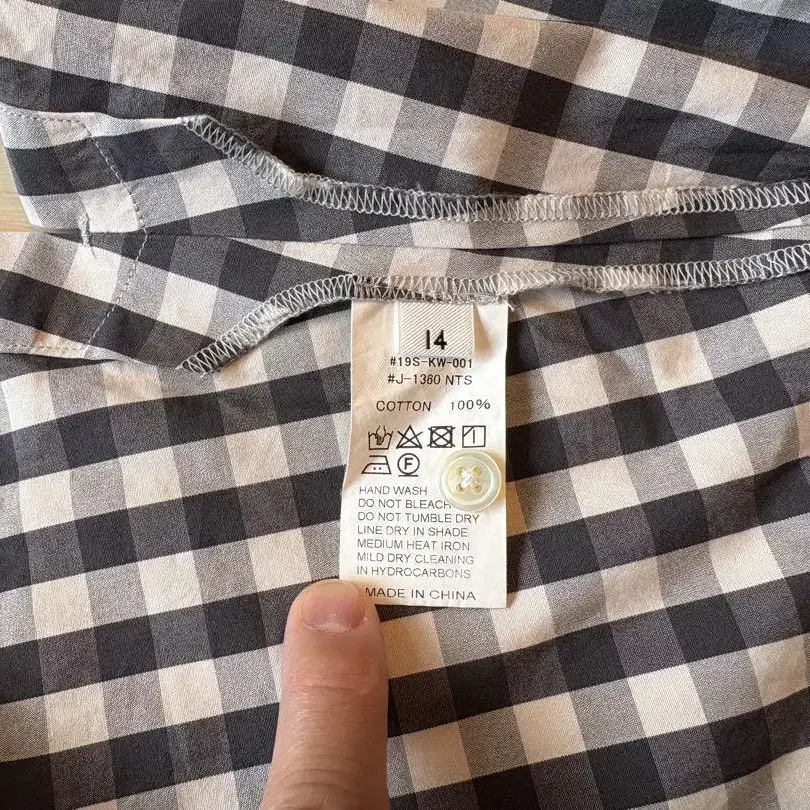 14
#19S-KW-001
#J-1360 NTS
COTTON 100%
F
HAND WASH
DO NOT BLEACH
DO NOT TUMBLE DRY
LINE DRY IN SHADE
MEDIUM HEAT IRON
MILD DRY CLEANING
IN HYDROCARBONS
MADE IN CHINA